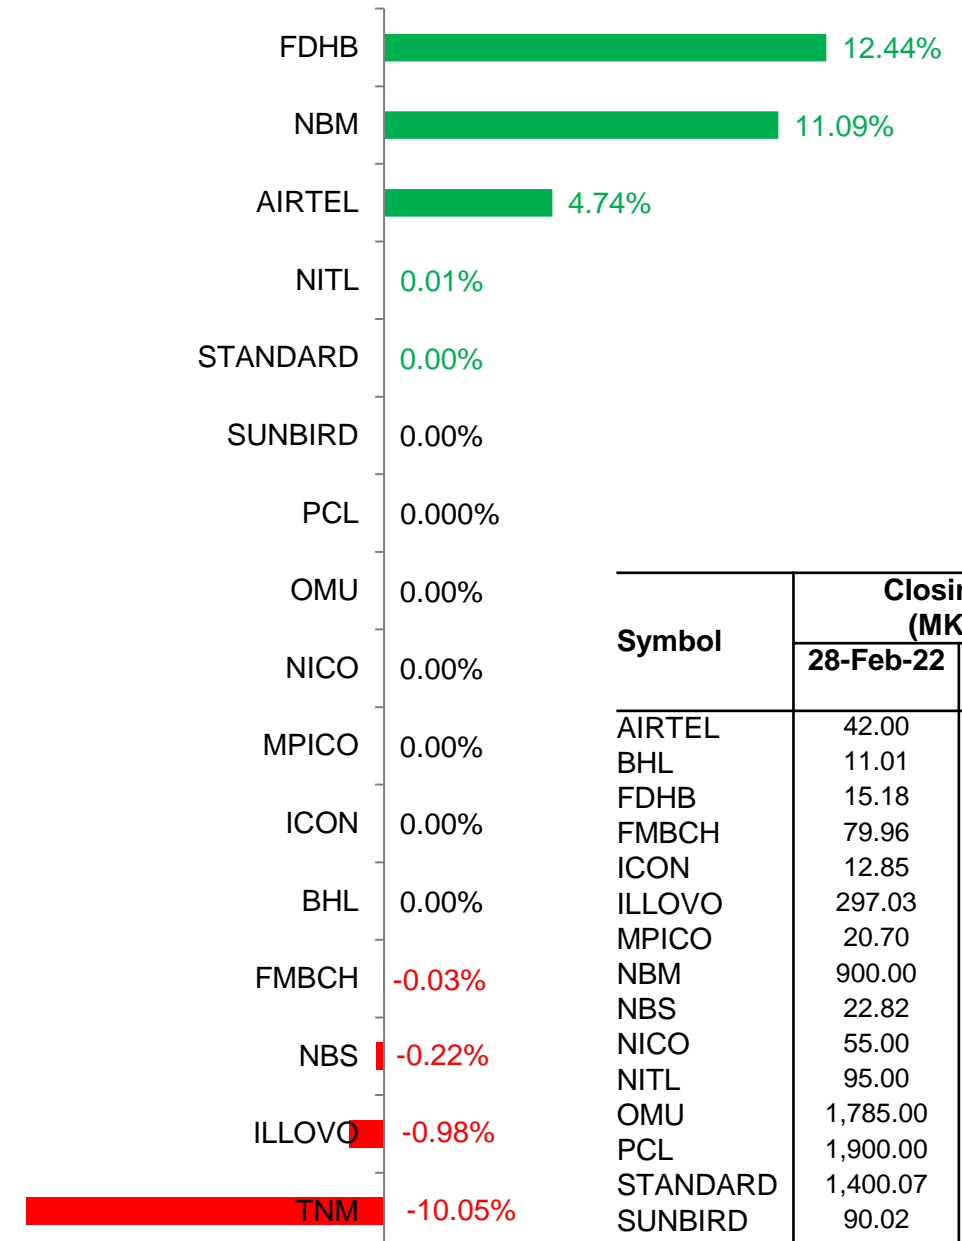 FDHB 12.44%
NBM 11.09%
AIRTEL 4.74%
NITL 0.01%
STANDARD 0.00%
SUNBIRD 0.00%
PCL 0.000%
OMU 0.00%
NICO 0.00%
MPICO 0.00%
ICON 0.00%
BHL 0.00%
FMBCH -0.03%
NBS -0.22%
ILLOVO -0.98%
TNM -10.05%
Symbol
(MK
28-Feb-22
AIRTEL 42.00
BHL 11.01
FDHB 15.18
FMBCH 79.96
ICON 12.85
ILLOVO 297.03
MPICO 20.70
NBM 900.00
NBS 22.82
NICO 55.00
NITL 95.00
OMU 1,785.00
PCL 1,900.00
STANDARD 1,400.07
SUNBIRD 90.02